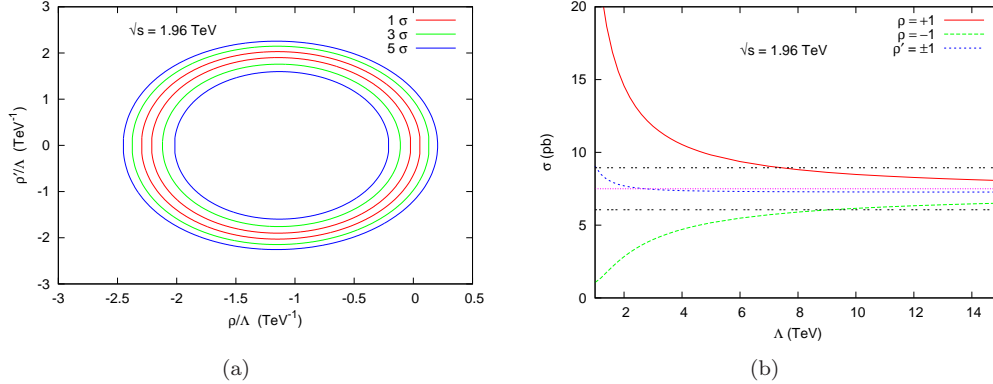 √s = 1.96 TeV
1 σ
3 σ
5 σ
3
2
1
0
-1
-2
-3
ρ′/Λ (TeV⁻¹)
-3 -2.5 -2 -1.5 -1 -0.5 0 0.5
ρ/Λ (TeV⁻¹)
(a)
ρ = +1
ρ = −1
ρ′ = ±1
√s = 1.96 TeV
20
15
10
5
0
σ (pb)
2 4 6 8 10 12 14
Λ (TeV)
(b)